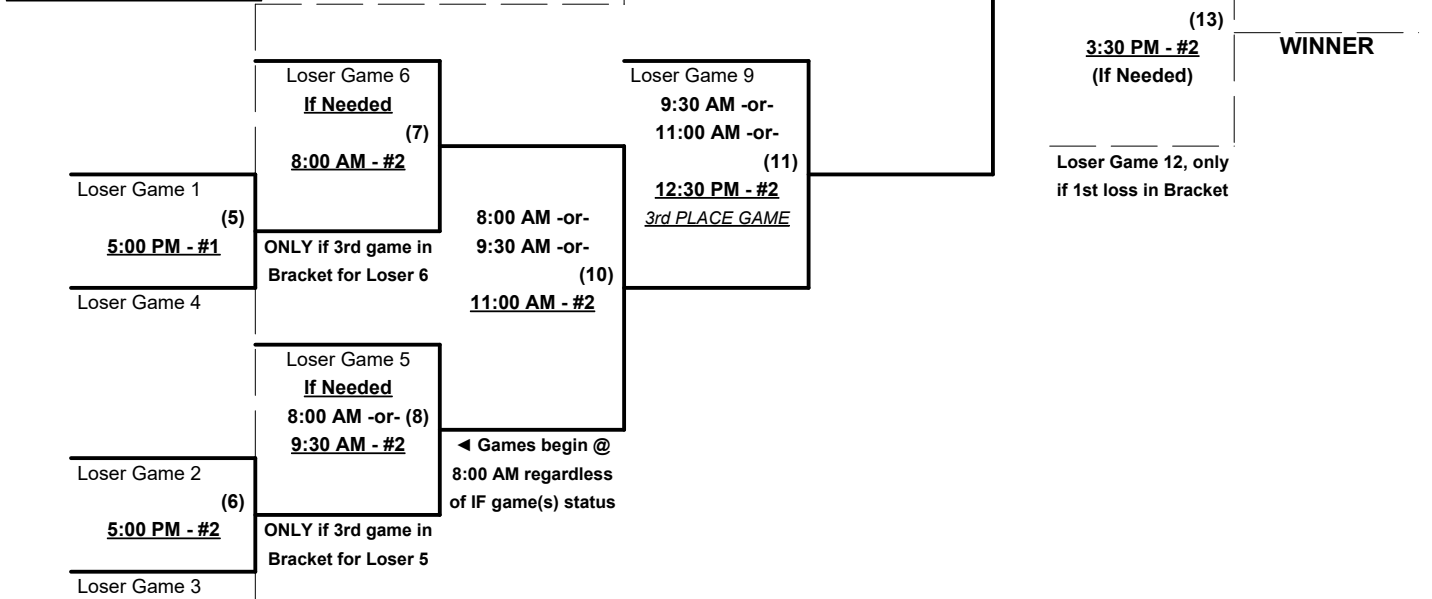 (13)
3:30 PM - #2
(If Needed)
WINNER
Loser Game 12, only
if 1st loss in Bracket
Loser Game 6
If Needed
(7)
8:00 AM - #2
Loser Game 9
9:30 AM -or-
11:00 AM -or-
(11)
12:30 PM - #2
3rd PLACE GAME
Loser Game 1
(5)
5:00 PM - #1
Loser Game 4
ONLY if 3rd game in
Bracket for Loser 6
8:00 AM -or-
9:30 AM -or-
(10)
11:00 AM - #2
Loser Game 5
If Needed
8:00 AM -or- (8)
9:30 AM - #2
◄ Games begin @
8:00 AM regardless
of IF game(s) status
Loser Game 2
(6)
5:00 PM - #2
Loser Game 3
ONLY if 3rd game in
Bracket for Loser 5